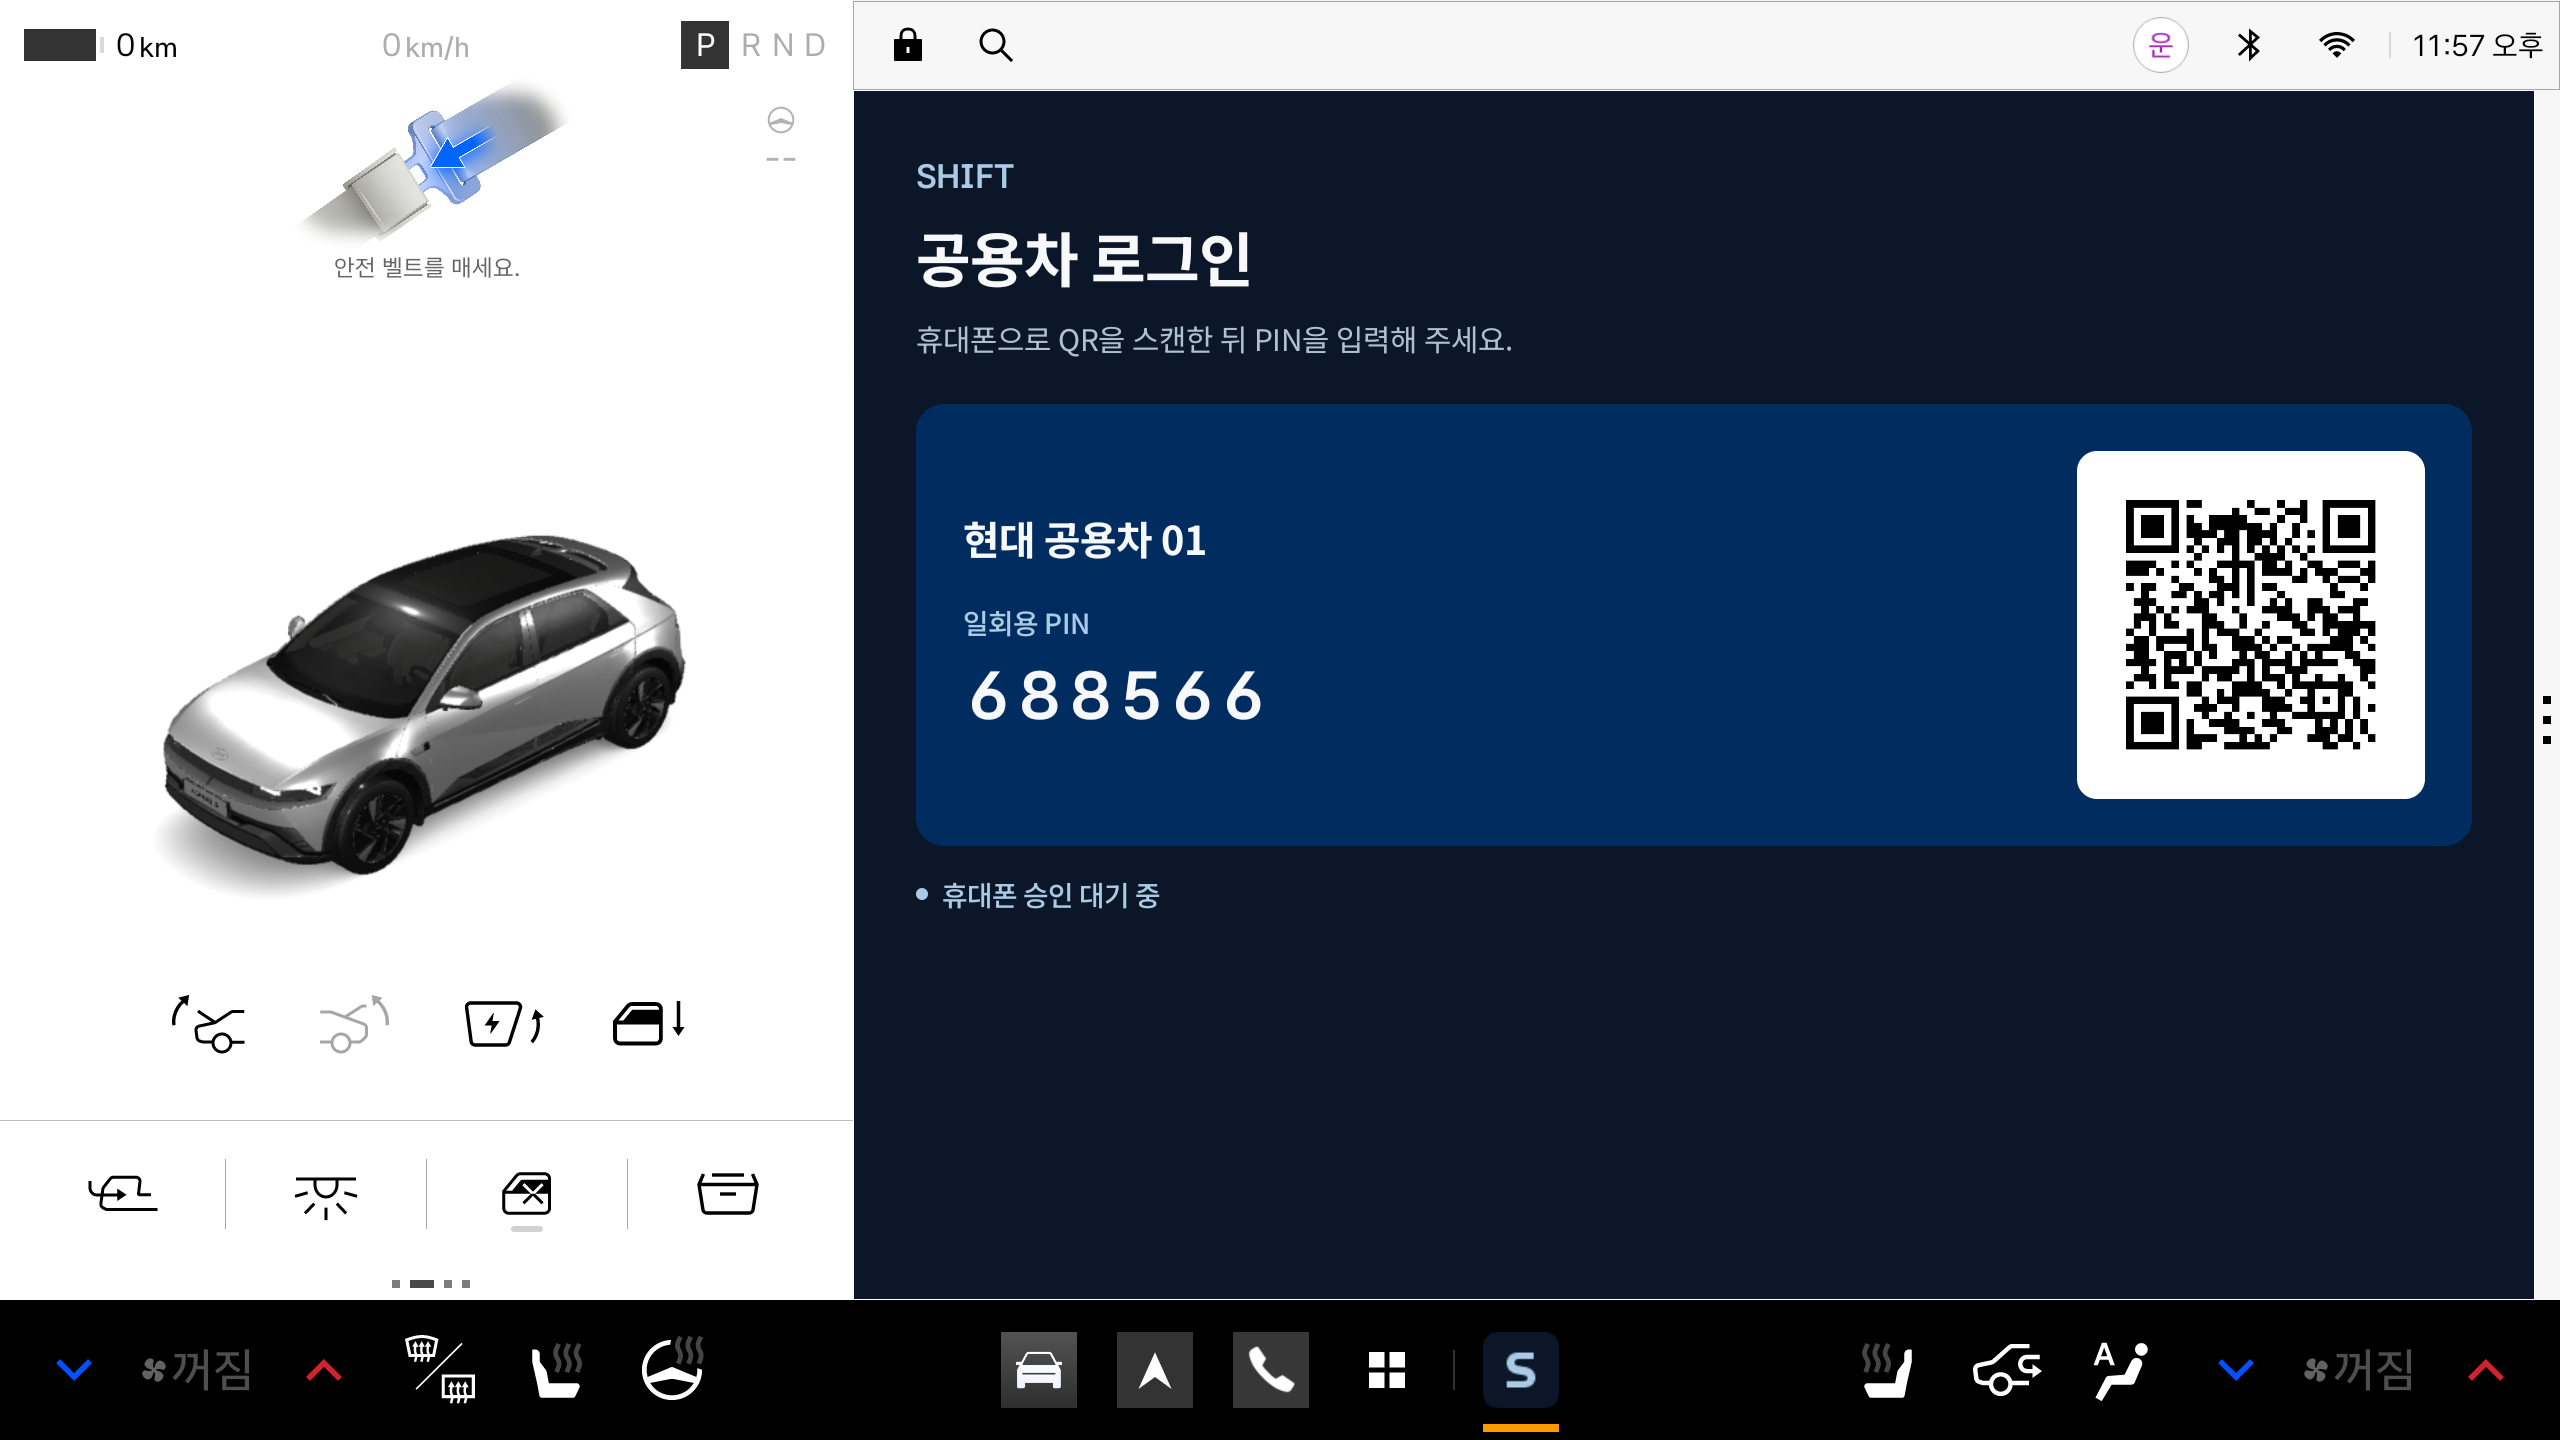 0 km
0 km/h
P R N D
안전 벨트를 매세요.
운
11:57 오후
SHIFT
공용차 로그인
휴대폰으로 QR을 스캔한 뒤 PIN을 입력해 주세요.
현대 공용차 01
일회용 PIN
688566
휴대폰 승인 대기 중
꺼짐
S
A
꺼짐